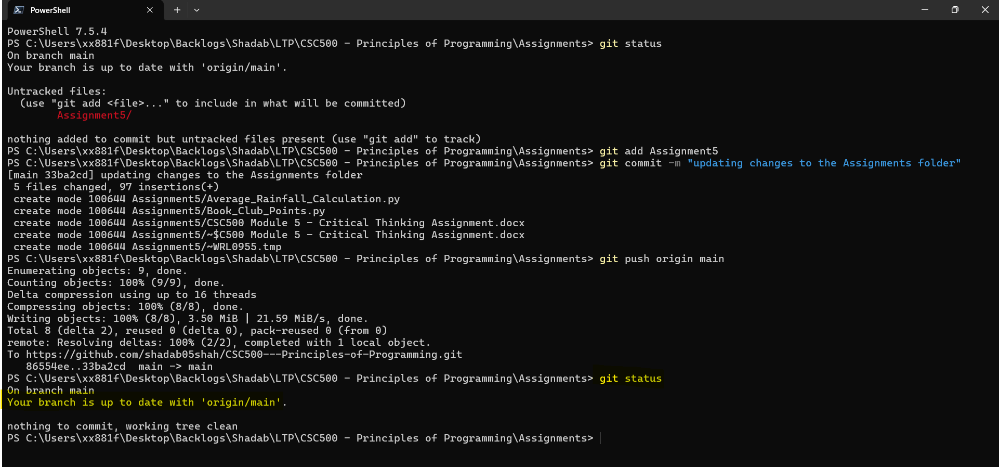 PowerShell
PowerShell 7.5.4
PS C:\Users\xx881f\Desktop\Backlogs\Shadab\LTP\CSC500 - Principles of Programming\Assignments> git status
On branch main
Your branch is up to date with 'origin/main'.
Untracked files:
  (use "git add <file>..." to include in what will be committed)
        Assignment5/
nothing added to commit but untracked files present (use "git add" to track)
PS C:\Users\xx881f\Desktop\Backlogs\Shadab\LTP\CSC500 - Principles of Programming\Assignments> git add Assignment5
PS C:\Users\xx881f\Desktop\Backlogs\Shadab\LTP\CSC500 - Principles of Programming\Assignments> git commit -m "updating changes to the Assignments folder"
[main 33ba2cd] updating changes to the Assignments folder
 5 files changed, 97 insertions(+)
 create mode 100644 Assignment5/Average_Rainfall_Calculation.py
 create mode 100644 Assignment5/Book_Club_Points.py
 create mode 100644 Assignment5/CSC500 Module 5 - Critical Thinking Assignment.docx
 create mode 100644 Assignment5/~$C500 Module 5 - Critical Thinking Assignment.docx
 create mode 100644 Assignment5/~WRL0955.tmp
PS C:\Users\xx881f\Desktop\Backlogs\Shadab\LTP\CSC500 - Principles of Programming\Assignments> git push origin main
Enumerating objects: 9, done.
Counting objects: 100% (9/9), done.
Delta compression using up to 16 threads
Compressing objects: 100% (8/8), done.
Writing objects: 100% (8/8), 3.50 MiB | 21.59 MiB/s, done.
Total 8 (delta 2), reused 0 (delta 0), pack-reused 0 (from 0)
remote: Resolving deltas: 100% (2/2), completed with 1 local object.
To https://github.com/shadab05shah/CSC500---Principles-of-Programming.git
   86554ee..33ba2cd  main -> main
PS C:\Users\xx881f\Desktop\Backlogs\Shadab\LTP\CSC500 - Principles of Programming\Assignments> git status
On branch main
Your branch is up to date with 'origin/main'.
nothing to commit, working tree clean
PS C:\Users\xx881f\Desktop\Backlogs\Shadab\LTP\CSC500 - Principles of Programming\Assignments>